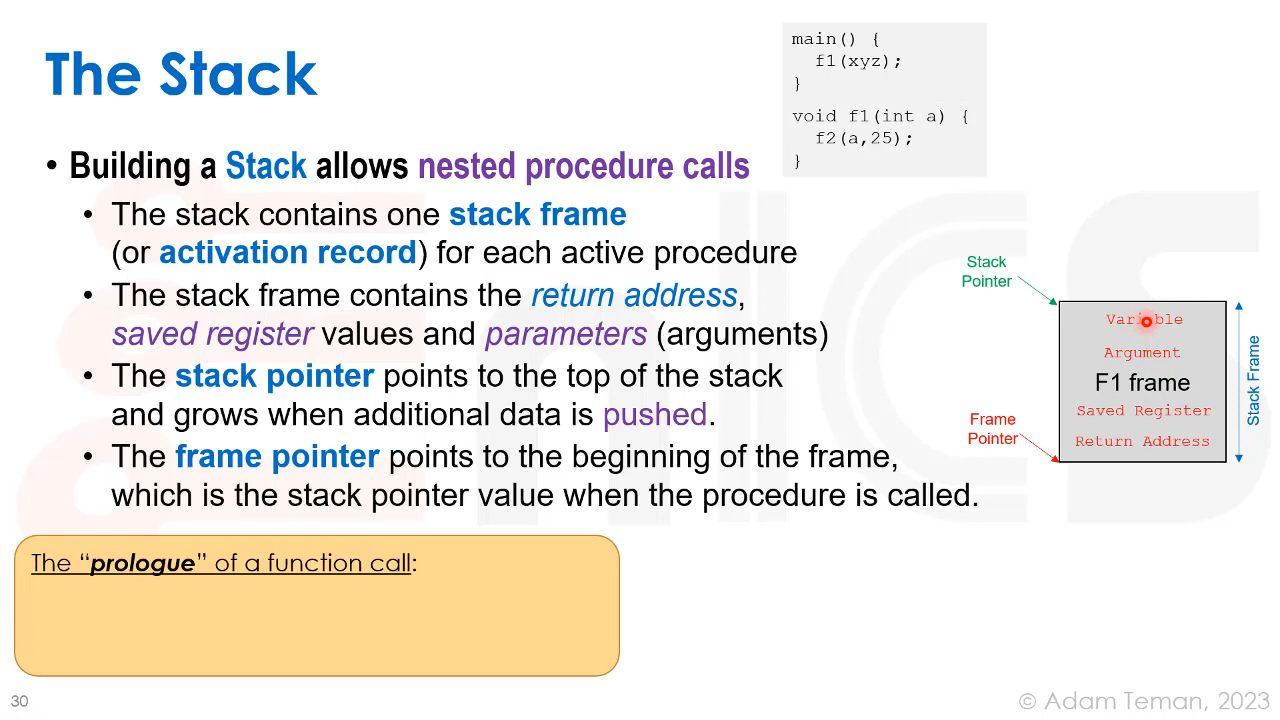 The Stack
main() {
f1(xyz);
}
void f1(int a) {
f2(a,25);
}
• Building a Stack allows nested procedure calls
• The stack contains one stack frame
(or activation record) for each active procedure
• The stack frame contains the return address,
saved register values and parameters (arguments)
• The stack pointer points to the top of the stack
and grows when additional data is pushed.
• The frame pointer points to the beginning of the frame,
which is the stack pointer value when the procedure is called.
Stack
Pointer
Variable
Argument
F1 frame
Saved Register
Return Address
Frame
Pointer
Stack Frame
The “prologue” of a function call:
30
© Adam Teman, 2023